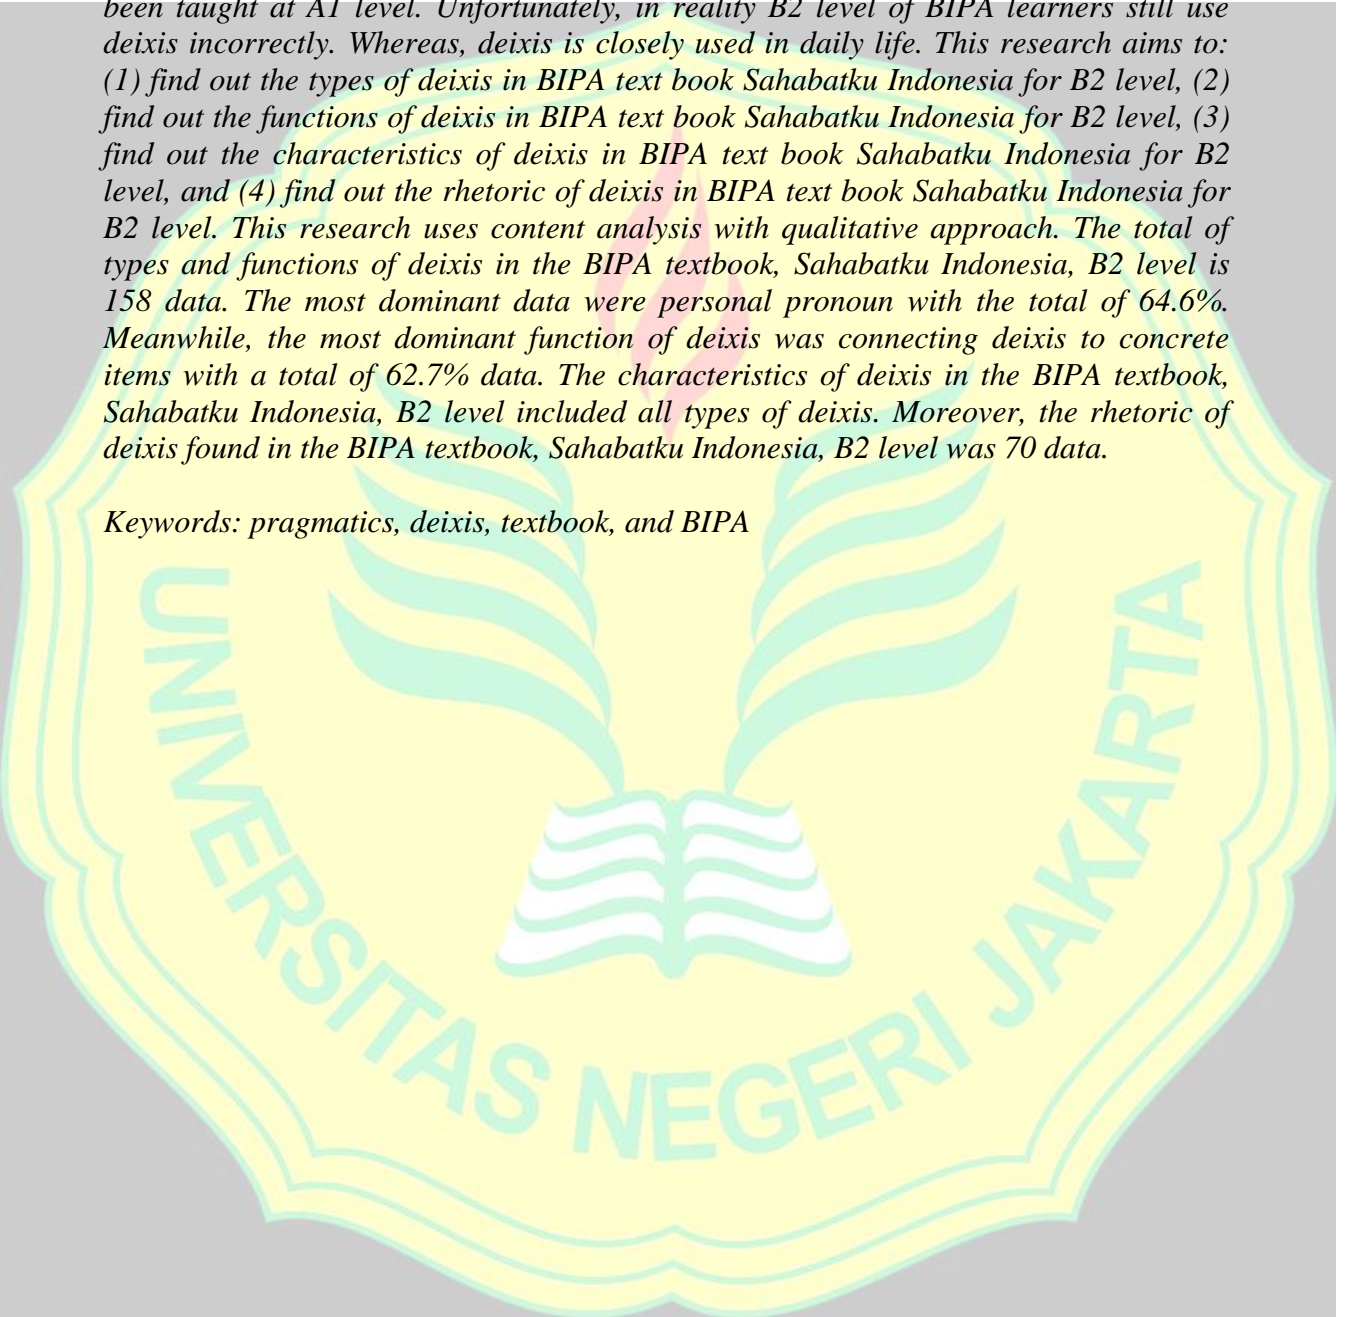 been taught at A1 level. Unfortunately, in reality B2 level of BIPA learners still use
deixis incorrectly. Whereas, deixis is closely used in daily life. This research aims to:
(1) find out the types of deixis in BIPA text book Sahabatku Indonesia for B2 level, (2)
find out the functions of deixis in BIPA text book Sahabatku Indonesia for B2 level, (3)
find out the characteristics of deixis in BIPA text book Sahabatku Indonesia for B2
level, and (4) find out the rhetoric of deixis in BIPA text book Sahabatku Indonesia for
B2 level. This research uses content analysis with qualitative approach. The total of
types and functions of deixis in the BIPA textbook, Sahabatku Indonesia, B2 level is
158 data. The most dominant data were personal pronoun with the total of 64.6%.
Meanwhile, the most dominant function of deixis was connecting deixis to concrete
items with a total of 62.7% data. The characteristics of deixis in the BIPA textbook,
Sahabatku Indonesia, B2 level included all types of deixis. Moreover, the rhetoric of
deixis found in the BIPA textbook, Sahabatku Indonesia, B2 level was 70 data.
Keywords: pragmatics, deixis, textbook, and BIPA
UNIVERSITAS NEGERI JAKARTA